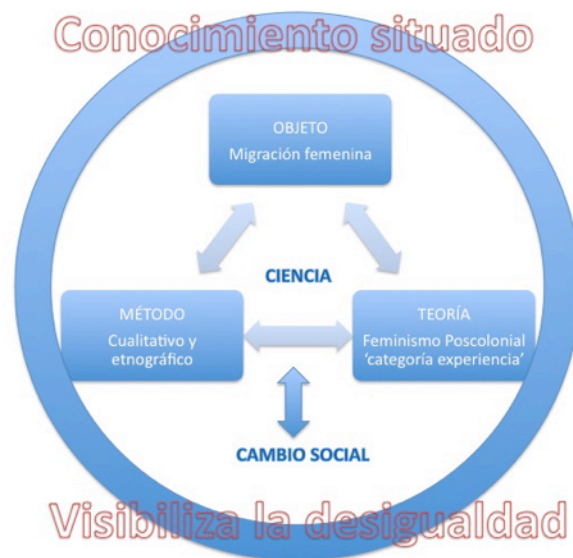 Conocimiento situado
OBJETO
Migración femenina
CIENCIA
MÉTODO
Cualitativo y
etnográfico
TEORÍA
Feminismo Poscolonial
‘categoría experiencia’
CAMBIO SOCIAL
Visibiliza la desigualdad